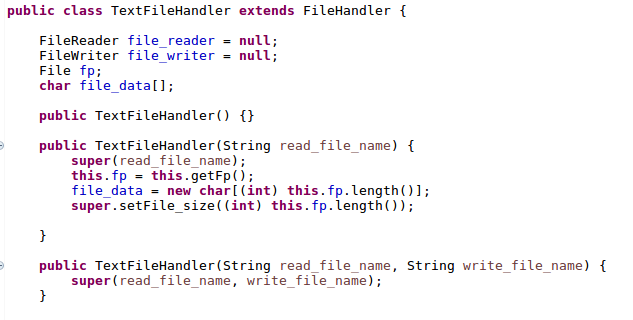 public class TextFileHandler extends FileHandler {
FileReader file_reader = null;
FileWriter file_writer = null;
File fp;
char file_data[];
public TextFileHandler() {}
public TextFileHandler(String read_file_name) {
super(read_file_name);
this.fp = this.getFp();
file_data = new char[(int) this.fp.length()];
super.setFile_size((int) this.fp.length());
}
public TextFileHandler(String read_file_name, String write_file_name) {
super(read_file_name, write_file_name);
}